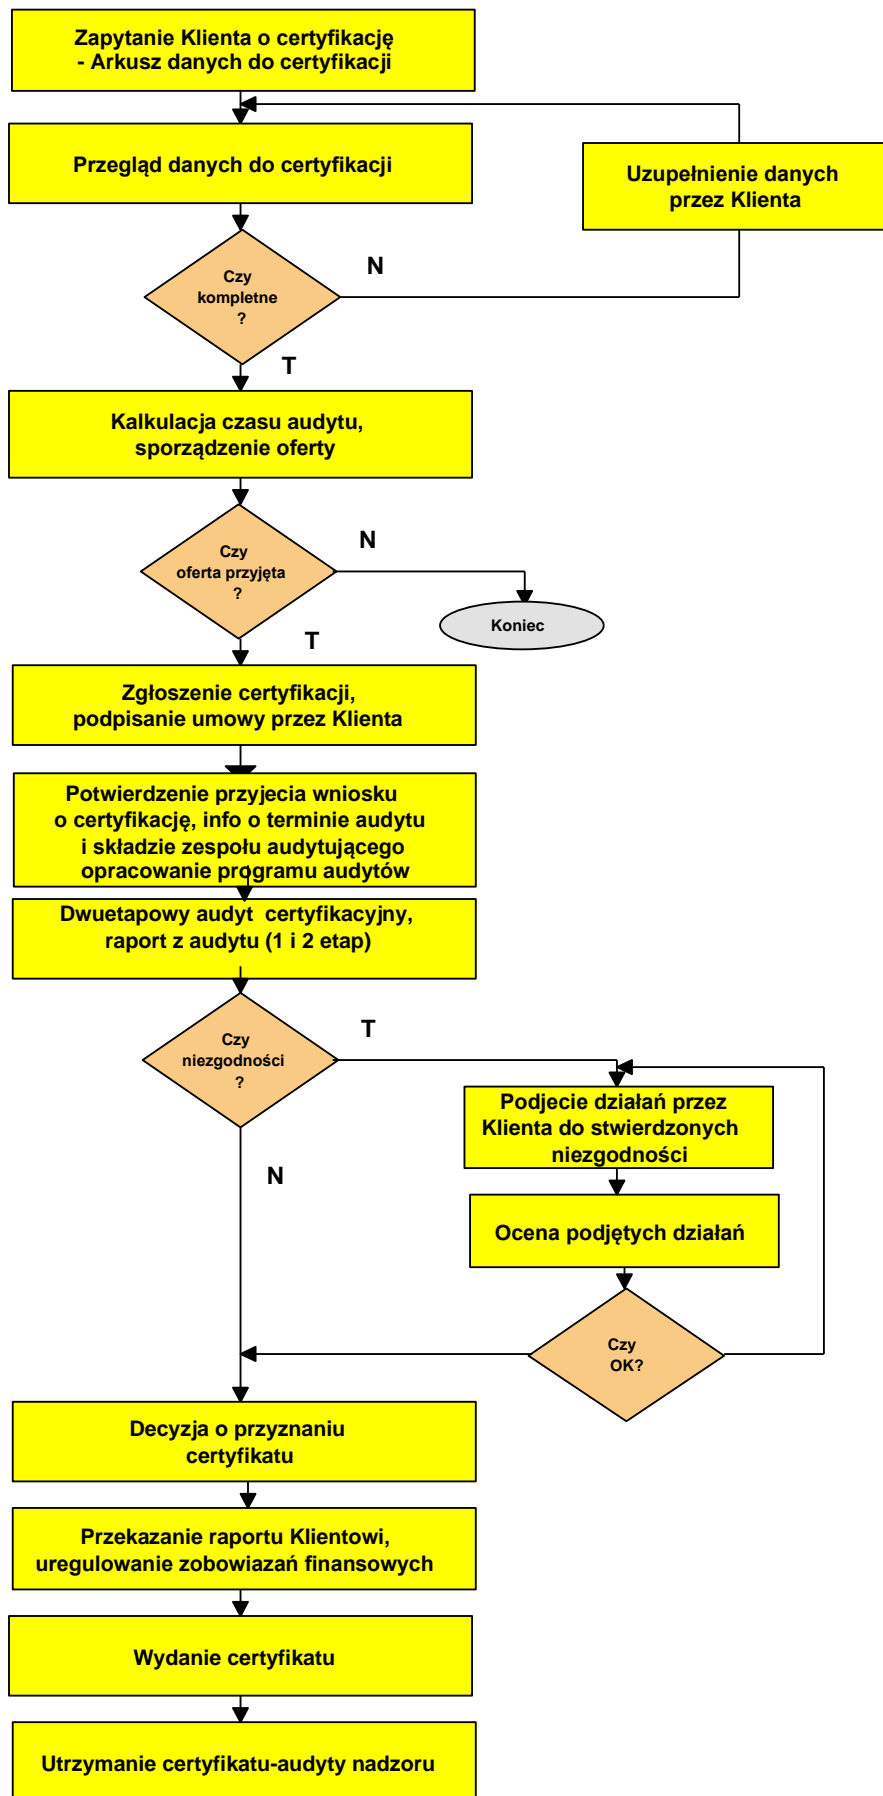 Zapytanie Klienta o certyfikację
- Arkusz danych do certyfikacji
Przegląd danych do certyfikacji
Uzupełnienie danych
przez Klienta
Czy
kompletne
?
N
T
Kalkulacja czasu audytu,
sporządzenie oferty
Czy
oferta przyjęta
?
N
Koniec
T
Zgłoszenie certyfikacji,
podpisanie umowy przez Klienta
Potwierdzenie przyjecia wniosku
o certyfikację, info o terminie audytu
i składzie zespołu audytującego
opracowanie programu audytów
Dwuetapowy audyt certyfikacyjny,
raport z audytu (1 i 2 etap)
Czy
niezgodności
?
T
N
Podjecie działań przez
Klienta do stwierdzonych
niezgodności
Ocena podjętych działań
Czy
OK?
Decyzja o przyznaniu
certyfikatu
Przekazanie raportu Klientowi,
uregulowanie zobowiazań finansowych
Wydanie certyfikatu
Utrzymanie certyfikatu-audyty nadzoru